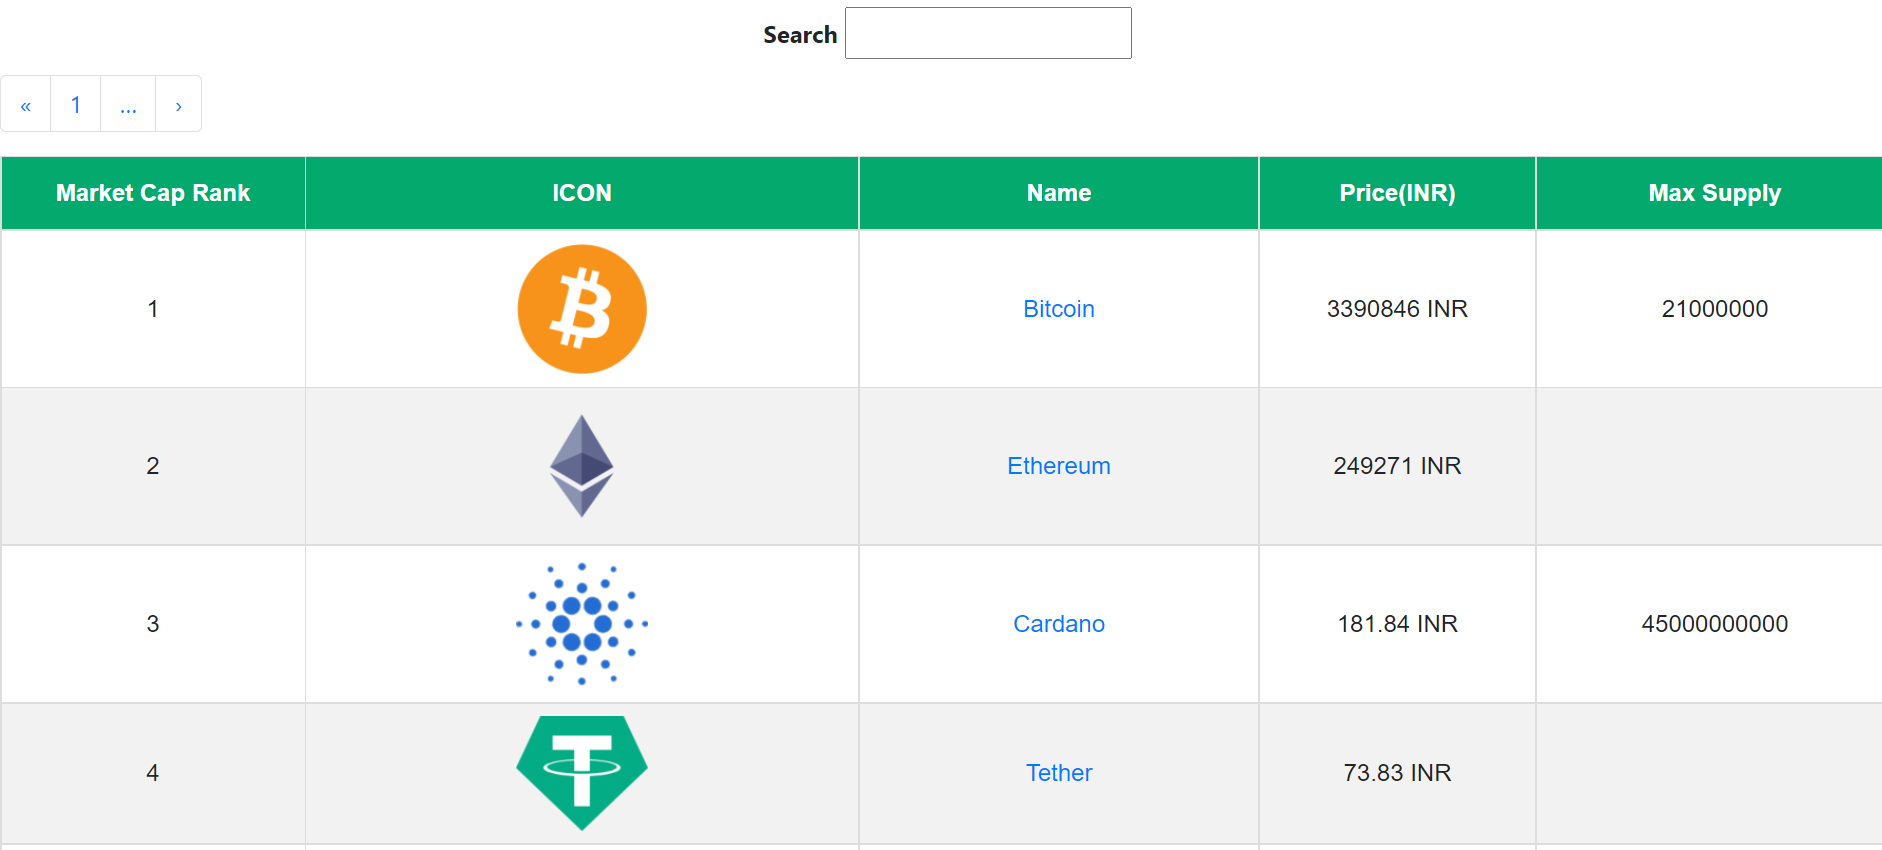 Search
« 1 ... ›
Market Cap Rank ICON Name Price(INR) Max Supply
1 Bitcoin 3390846 INR 21000000
2 Ethereum 249271 INR
3 Cardano 181.84 INR 45000000000
4 Tether 73.83 INR